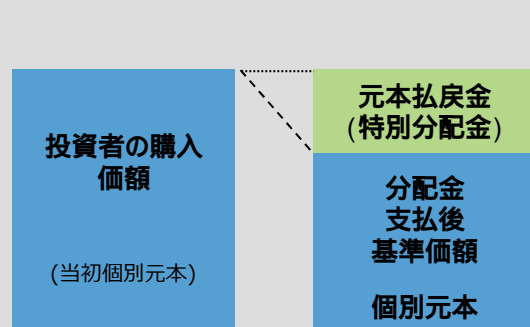 投資者の購入
価額
(当初個別元本)
元本払戻金
(特別分配金)
分配金
支払後
基準価額
個別元本